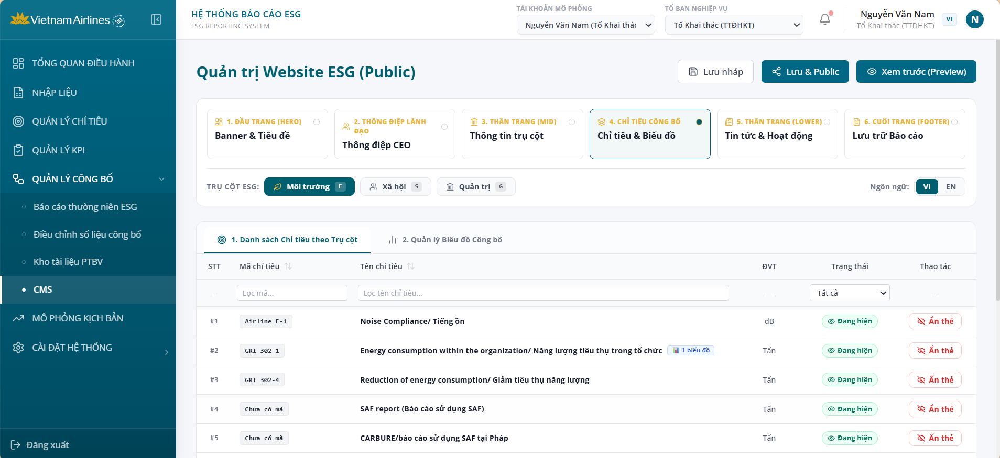 Vietnam Airlines
HỆ THỐNG BÁO CÁO ESG
ESG REPORTING SYSTEM
TÀI KHOẢN MÔ PHỎNG
Nguyễn Văn Nam (Tổ Khai thác
TỔ BAN NGHIỆP VỤ
Tổ Khai thác (TTĐHKT)
Nguyễn Văn Nam
Tổ Khai thác (TTĐHKT)
VI
N
TỔNG QUAN ĐIỀU HÀNH
NHẬP LIỆU
QUẢN LÝ CHỈ TIÊU
QUẢN LÝ KPI
QUẢN LÝ CÔNG BỐ
Báo cáo thường niên ESG
Điều chỉnh số liệu công bố
Kho tài liệu PTBV
CMS
MÔ PHỎNG KỊCH BẢN
CÀI ĐẶT HỆ THỐNG
Đăng xuất
Quản trị Website ESG (Public)
Lưu nháp
Lưu & Public
Xem trước (Preview)
1. ĐẦU TRANG (HERO)
Banner & Tiêu đề
2. THÔNG ĐIỆP LÃNH
ĐẠO
Thông điệp CEO
3. THÂN TRANG (MID)
Thông tin trụ cột
4. CHỈ TIÊU CÔNG BỐ
Chỉ tiêu & Biểu đồ
5. THÂN TRANG (LOWER)
Tin tức & Hoạt động
6. CUỐI TRANG (FOOTER)
Lưu trữ Báo cáo
TRỤ CỘT ESG:
Môi trường E
Xã hội S
Quản trị G
Ngôn ngữ:
VI
EN
1. Danh sách Chỉ tiêu theo Trụ cột
2. Quản lý Biểu đồ Công bố
STT Mã chỉ tiêu Tên chỉ tiêu ĐVT Trạng thái Thao tác
— Lọc mã... Lọc tên chỉ tiêu... — Tất cả —
#1 Airline E-1 Noise Compliance/ Tiếng ồn dB Đang hiện Ẩn thẻ
#2 GRI 302-1 Energy consumption within the organization/ Năng lượng tiêu thụ trong tổ chức 1 biểu đồ Tấn Đang hiện Ẩn thẻ
#3 GRI 302-4 Reduction of energy consumption/ Giảm tiêu thụ năng lượng Tấn Đang hiện Ẩn thẻ
#4 Chưa có mã SAF report (Báo cáo sử dụng SAF) Tấn Đang hiện Ẩn thẻ
#5 Chưa có mã CARBURE/báo cáo sử dụng SAF tại Pháp Tấn Đang hiện Ẩn thẻ